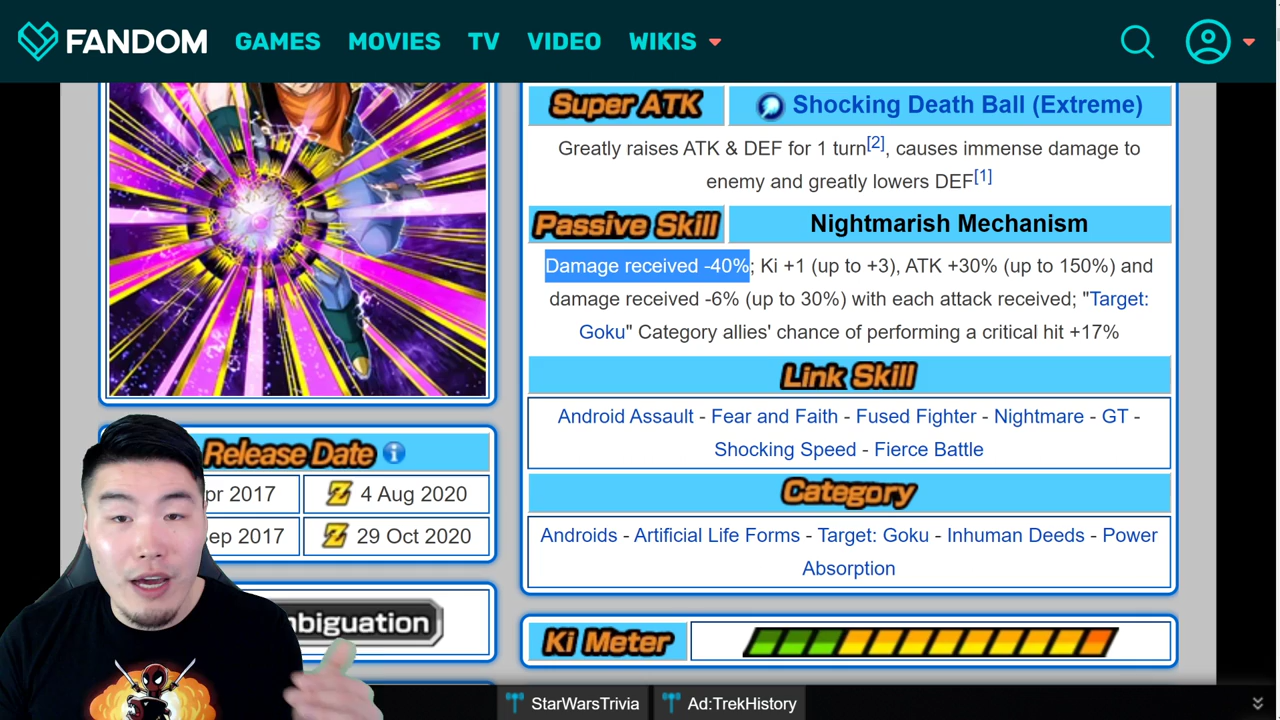 FANDOM GAMES MOVIES TV VIDEO WIKIS
Super ATK Shocking Death Ball (Extreme)
Greatly raises ATK & DEF for 1 turn[2], causes immense damage to
enemy and greatly lowers DEF[1]
Passive Skill Nightmarish Mechanism
Damage received -40%; Ki +1 (up to +3), ATK +30% (up to 150%) and
damage received -6% (up to 30%) with each attack received; "Target:
Goku" Category allies' chance of performing a critical hit +17%
Link Skill
Android Assault - Fear and Faith - Fused Fighter - Nightmare - GT -
Shocking Speed - Fierce Battle
Category
Androids - Artificial Life Forms - Target: Goku - Inhuman Deeds - Power
Absorption
Release Date i
pr 2017 Z 4 Aug 2020
ep 2017 Z 29 Oct 2020
mbiguation
Ki Meter
StarWarsTrivia Ad:TrekHistory